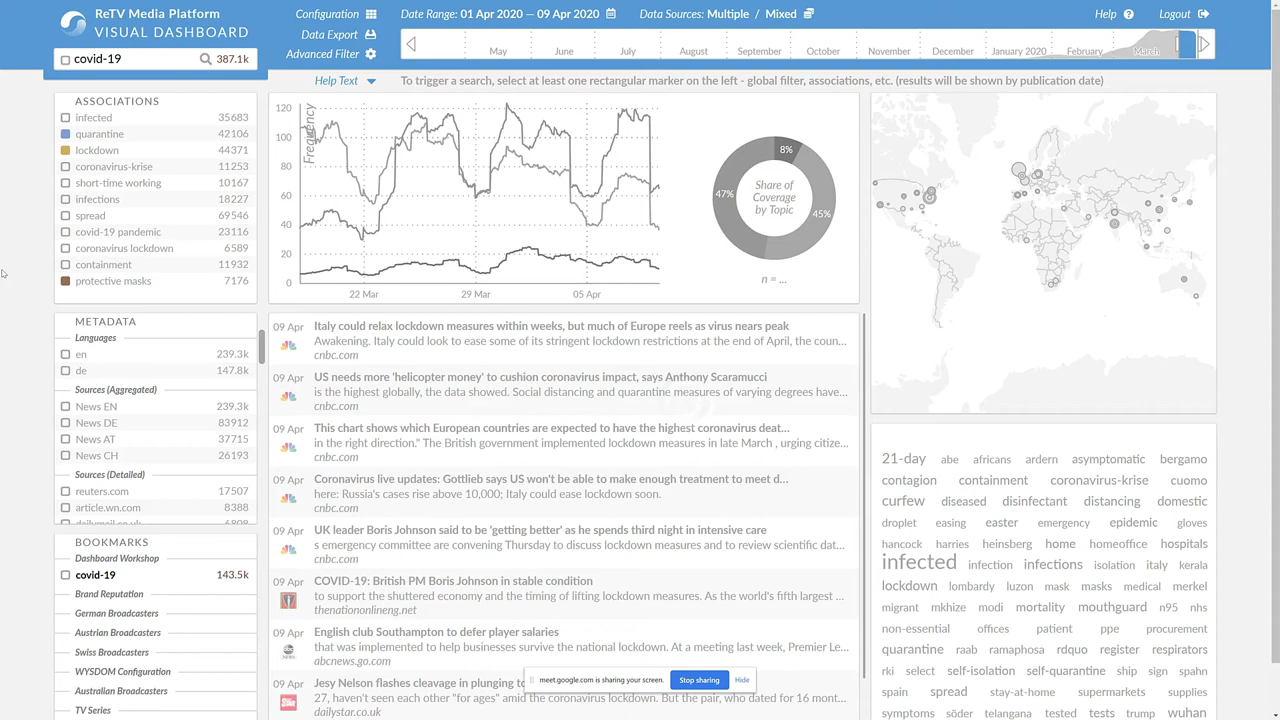 ReTV Media Platform
VISUAL DASHBOARD
covid-19 387.1k
Configuration
Data Export
Advanced Filter
Date Range: 01 Apr 2020 — 09 Apr 2020 Data Sources: Multiple / Mixed
Help Logout
May June July August September October November December January 2020 February March
Help Text To trigger a search, select at least one rectangular marker on the left - global filter, associations, etc. (results will be shown by publication date)
ASSOCIATIONS
infected 35683
quarantine 42106
lockdown 44371
coronavirus-krise 11253
short-time working 10167
infections 18227
spread 69546
covid-19 pandemic 23116
coronavirus lockdown 6589
containment 11932
protective masks 7176
METADATA
Languages
en 239.3k
de 147.8k
Sources (Aggregated)
News EN 239.3k
News DE 83912
News AT 37715
News CH 26193
Sources (Detailed)
reuters.com 17507
article.wn.com 8388
dailymail.co.uk 6808
BOOKMARKS
Dashboard Workshop
covid-19 143.5k
Brand Reputation
German Broadcasters
Austrian Broadcasters
Swiss Broadcasters
WYSDOM Configuration
Australian Broadcasters
TV Series
Frequency
120
100
80
60
40
20
0
22 Mar 29 Mar 05 Apr
8%
47%
45%
Share of
Coverage
by Topic
n = ...
09 Apr Italy could relax lockdown measures within weeks, but much of Europe reels as virus nears peak
Awakening. Italy could look to ease some of its stringent lockdown restrictions at the end of April, the coun...
cnbc.com
09 Apr US needs more 'helicopter money' to cushion coronavirus impact, says Anthony Scaramucci
is the highest globally, the data showed. Social distancing and quarantine measures of varying degrees have...
cnbc.com
09 Apr This chart shows which European countries are expected to have the highest coronavirus deat...
in the right direction." The British government implemented lockdown measures in late March , urging citize...
cnbc.com
09 Apr Coronavirus live updates: Gottlieb says US won't be able to make enough treatment to meet d...
here: Russia's cases rise above 10,000; Italy could ease lockdown soon.
cnbc.com
09 Apr UK leader Boris Johnson said to be 'getting better' as he spends third night in intensive care
s emergency committee are convening Thursday to discuss lockdown measures and to review scientific dat...
cnbc.com
09 Apr COVID-19: British PM Boris Johnson in stable condition
to support the shuttered economy and the timing of lifting lockdown measures. As the world's fifth largest ...
thenationonlineng.net
09 Apr English club Southampton to defer player salaries
that was implemented to help businesses survive the national lockdown. At a meeting last week, Premier Le...
abcnews.go.com
09 Apr Jesy Nelson flashes cleavage in plunging to
27, haven't seen each other "for ages" amid the coronavirus lockdown. But the pair, who dated for 16 mont...
dailystar.co.uk
meet.google.com is sharing your screen. Stop sharing Hide
21-day abe africans ardern asymptomatic bergamo
contagion containment coronavirus-krise cuomo
curfew diseased disinfectant distancing domestic
droplet easing easter emergency epidemic gloves
hancock harries heinsberg home homeoffice hospitals
infected infection infections isolation italy kerala
lockdown lombardy luzon mask masks medical merkel
migrant mkhize modi mortality mouthguard n95 nhs
non-essential offices patient ppe procurement
quarantine raab ramaphosa rdquo register respirators
rki select self-isolation self-quarantine ship sign spahn
spain spread stay-at-home supermarkets supplies
symptoms söder telangana tested tests trump wuhan